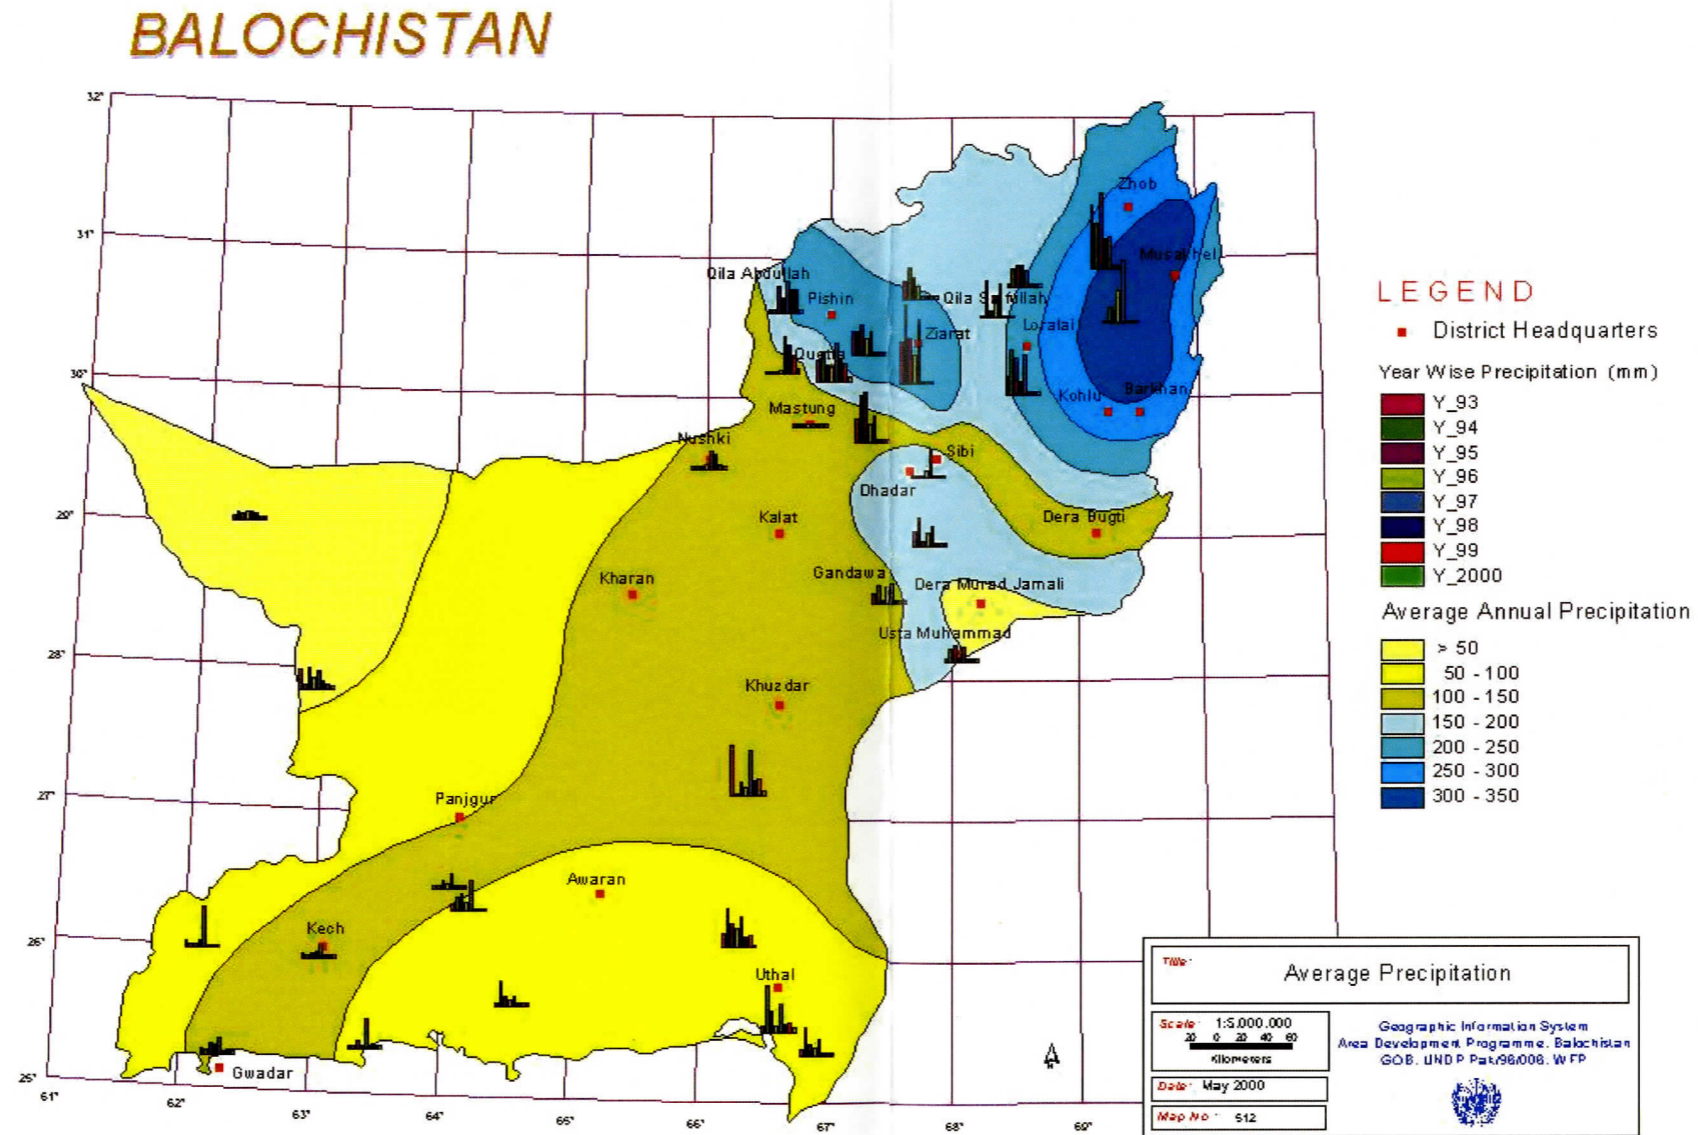 BALOCHISTAN
32°
31°
30°
29°
28°
27°
26°
25°
61°
62°
63°
64°
65°
66°
67°
68°
69°
Zhob
Musakhel
Qila Abdullah
Pishin
Qila Saifullah
Ziarat
Loralai
Quetta
Kohlu
Barkhan
Mastung
Nushki
Sibi
Dhadar
Kalat
Dera Bugti
Gandawa
Dera Murad Jamali
Kharan
Usta Muhammad
Khuzdar
Panjgur
Awaran
Kech
Uthal
Gwadar
LEGEND
District Headquarters
Year Wise Precipitation (mm)
Y_93
Y_94
Y_95
Y_96
Y_97
Y_98
Y_99
Y_2000
Average Annual Precipitation
> 50
50 - 100
100 - 150
150 - 200
200 - 250
250 - 300
300 - 350
Title:
Average Precipitation
Scale: 1:5,000,000
20 0 20 40 60
Kilometers
Date: May 2000
Map No: 512
Geographic Information System
Area Development Programme, Balochistan
GOB, UNDP Pak/96/006, WFP
N